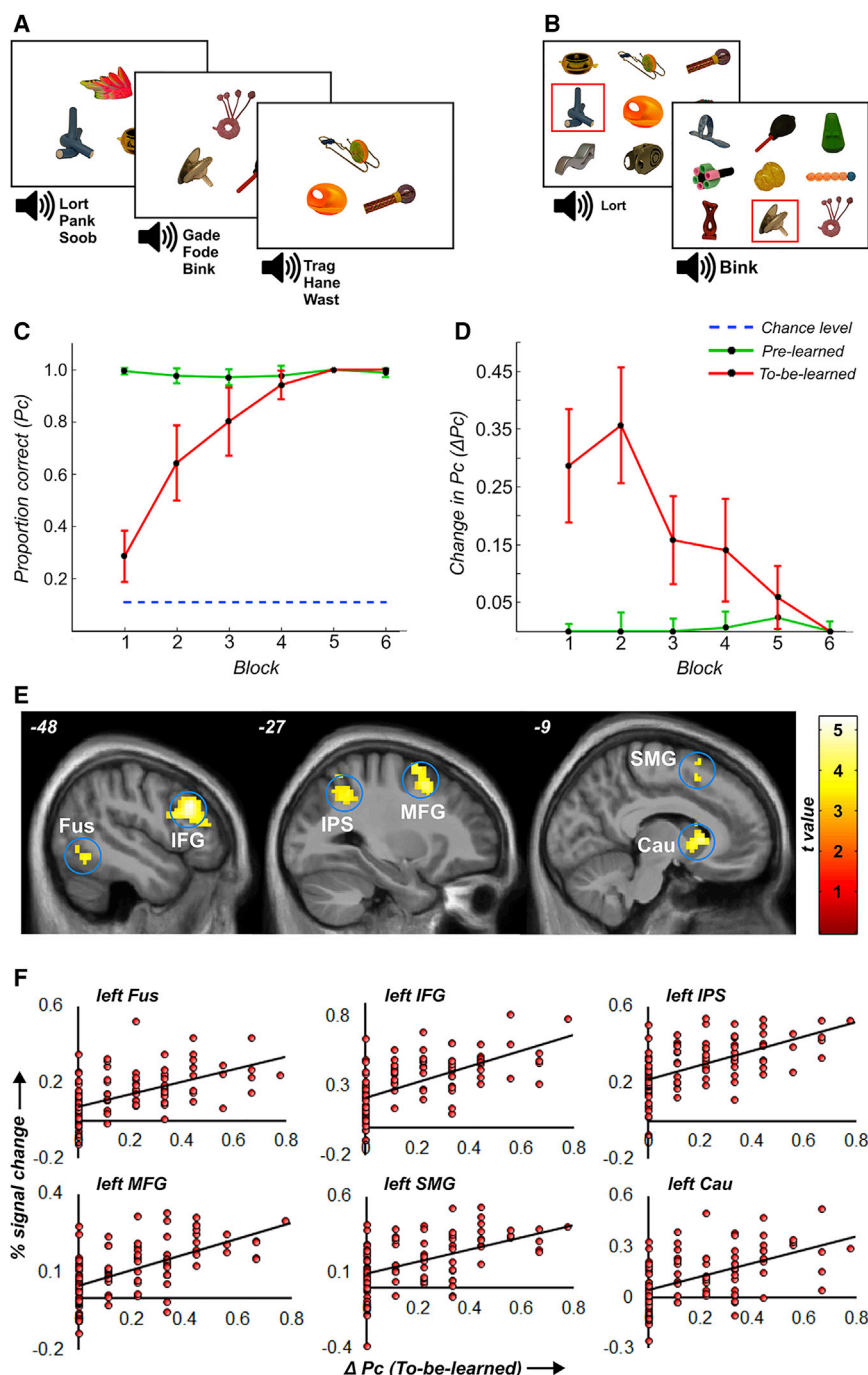 A
Lort
Pank
Soob
Gade
Fode
Bink
Trag
Hane
Wast
B
Lort
Bink
C
Proportion correct (Pc)
1.0
0.8
0.6
0.4
0.2
1 2 3 4 5 6
Block
D
Chance level
Pre-learned
To-be-learned
Change in Pc (ΔPc)
0.45
0.35
0.25
0.15
0.05
1 2 3 4 5 6
Block
E
-48
Fus
IFG
-27
IPS
MFG
-9
SMG
Cau
5
4
3
2
1
t value
F
% signal change
left Fus
0.6
0.2
-0.2
0.2 0.4 0.6 0.8
left IFG
0.8
0.3
-0.2
0 0.2 0.4 0.6 0.8
left IPS
0.6
0.2
-0.2
0 0.2 0.4 0.6 0.8
left MFG
0.4
0.1
-0.2
0.2 0.4 0.6 0.8
left SMG
0.6
0.1
-0.4
0.2 0.4 0.6 0.8
left Cau
0.6
0.3
0
-0.3
0.2 0.4 0.6 0.8
Δ Pc (To-be-learned)